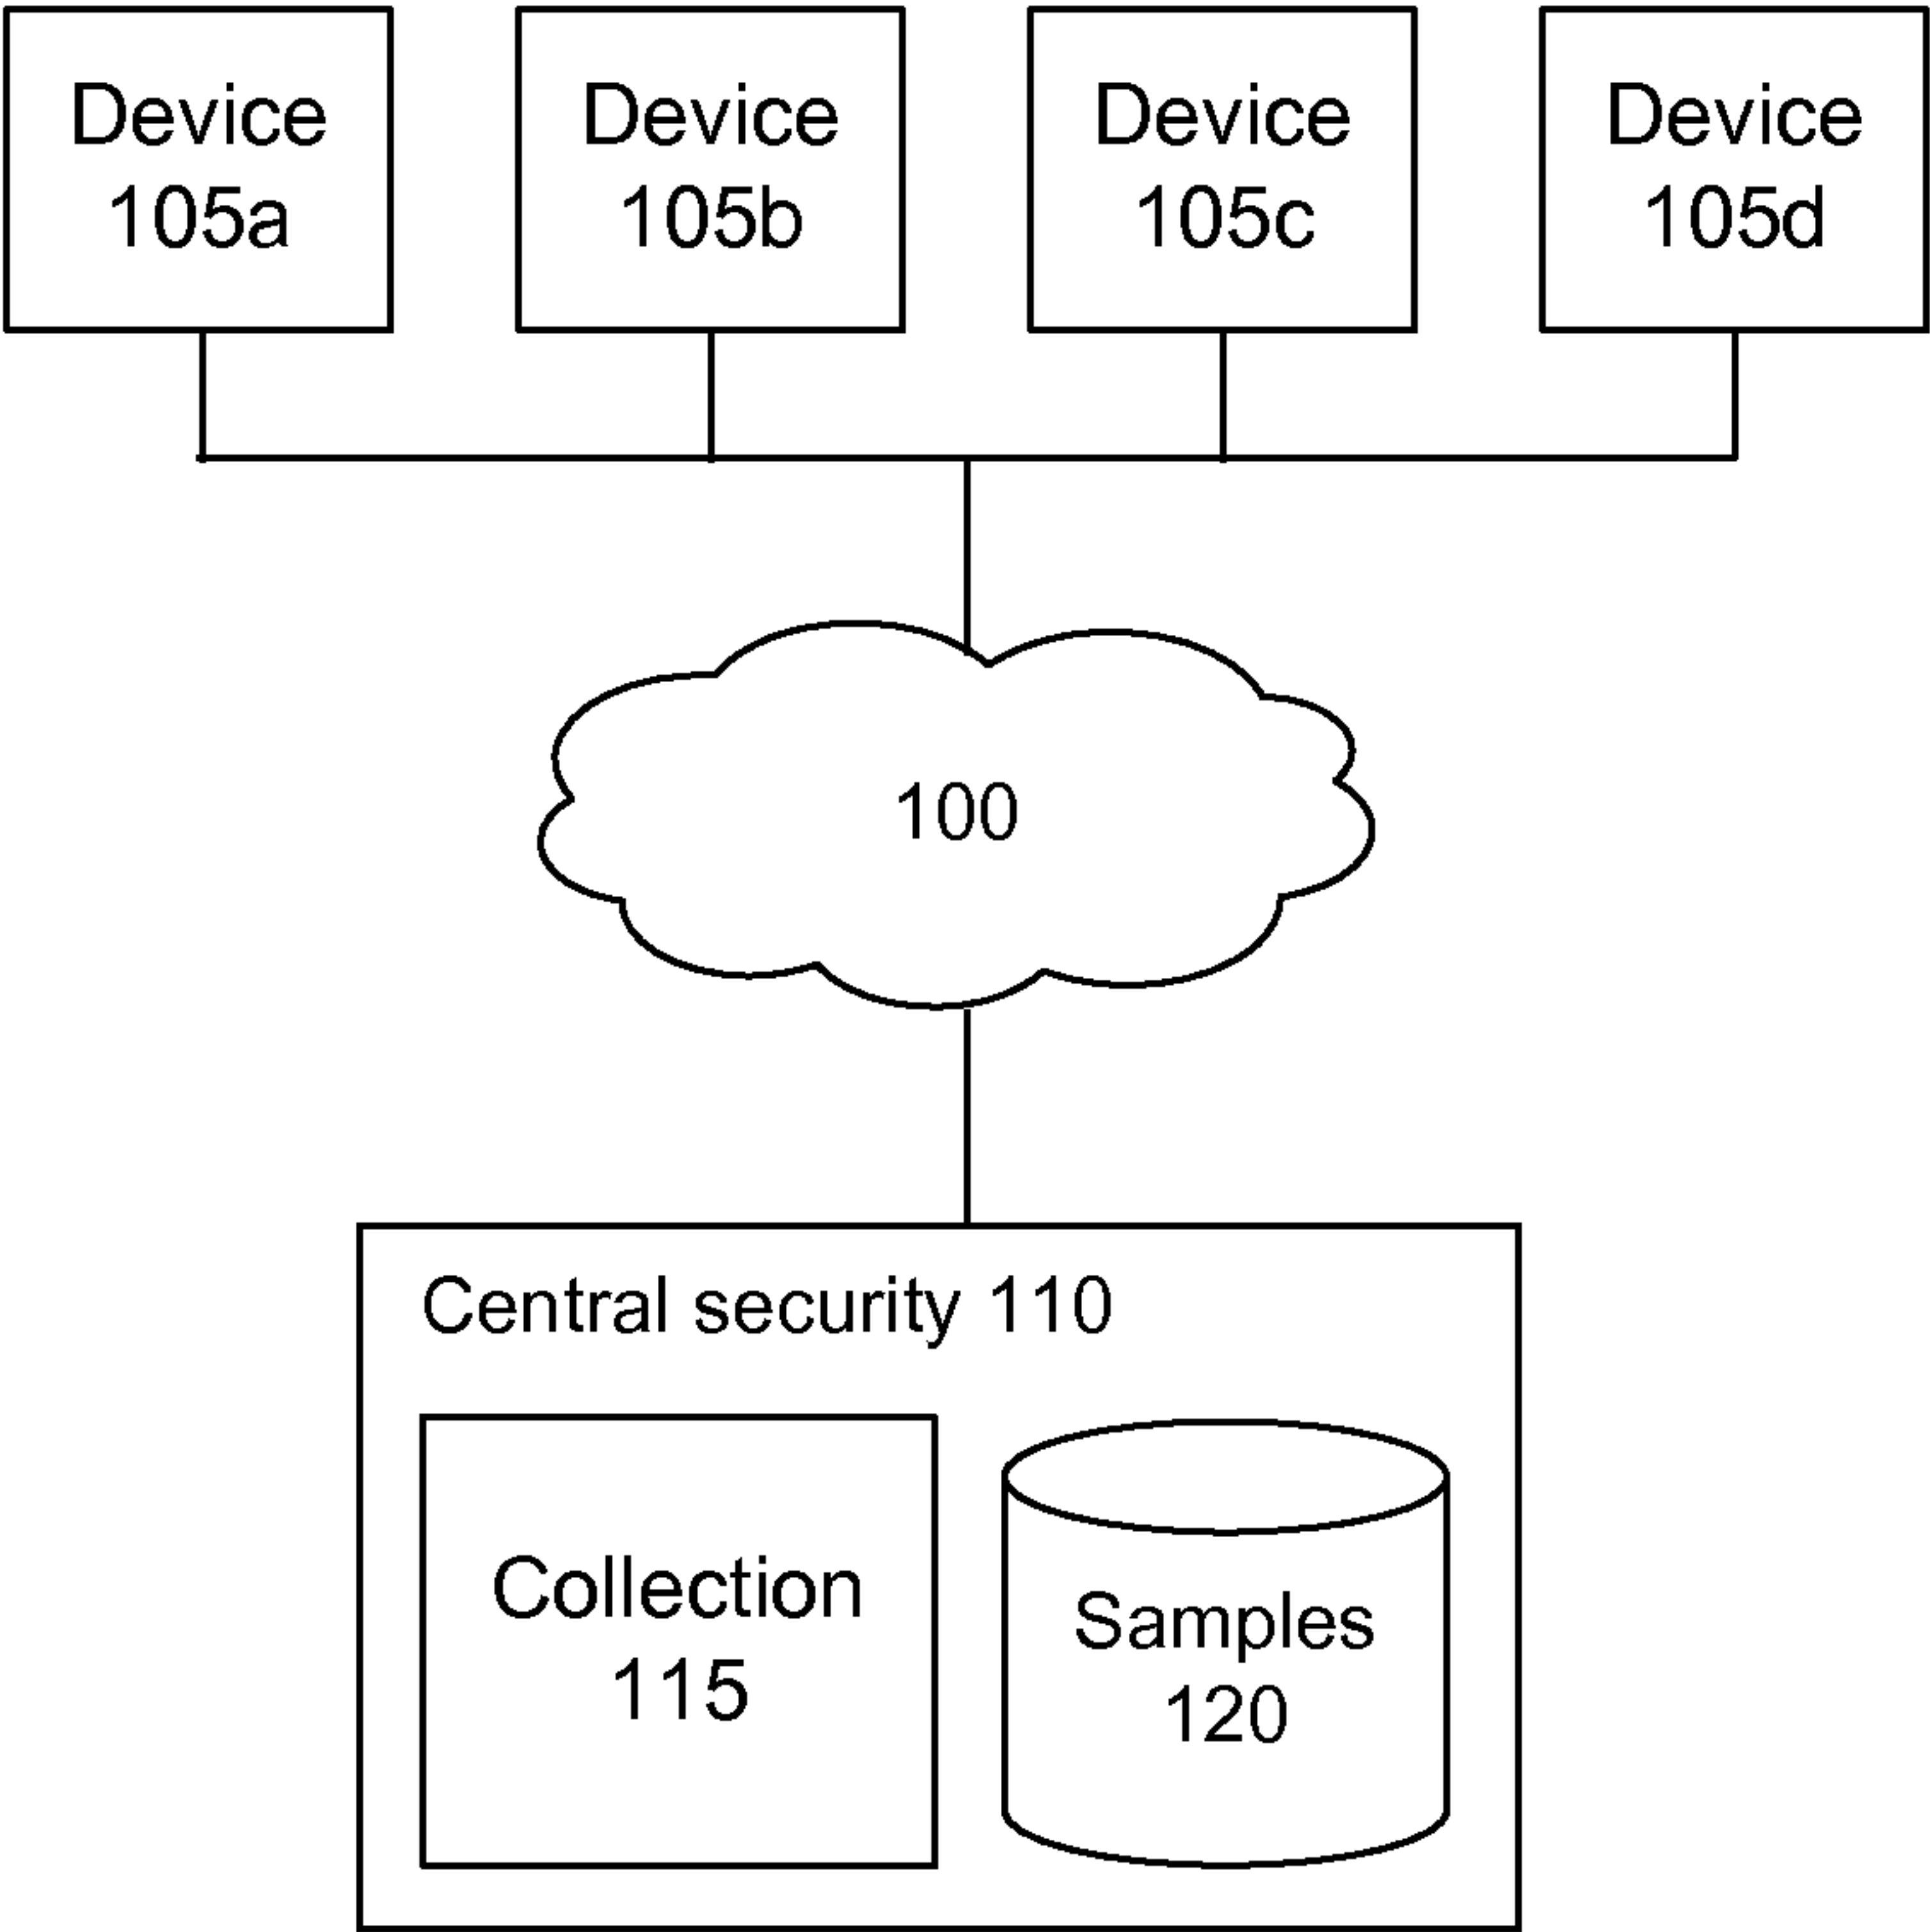 Device
105a
Device
105b
Device
105c
Device
105d
100
Central security 110
Collection
115
Samples
120